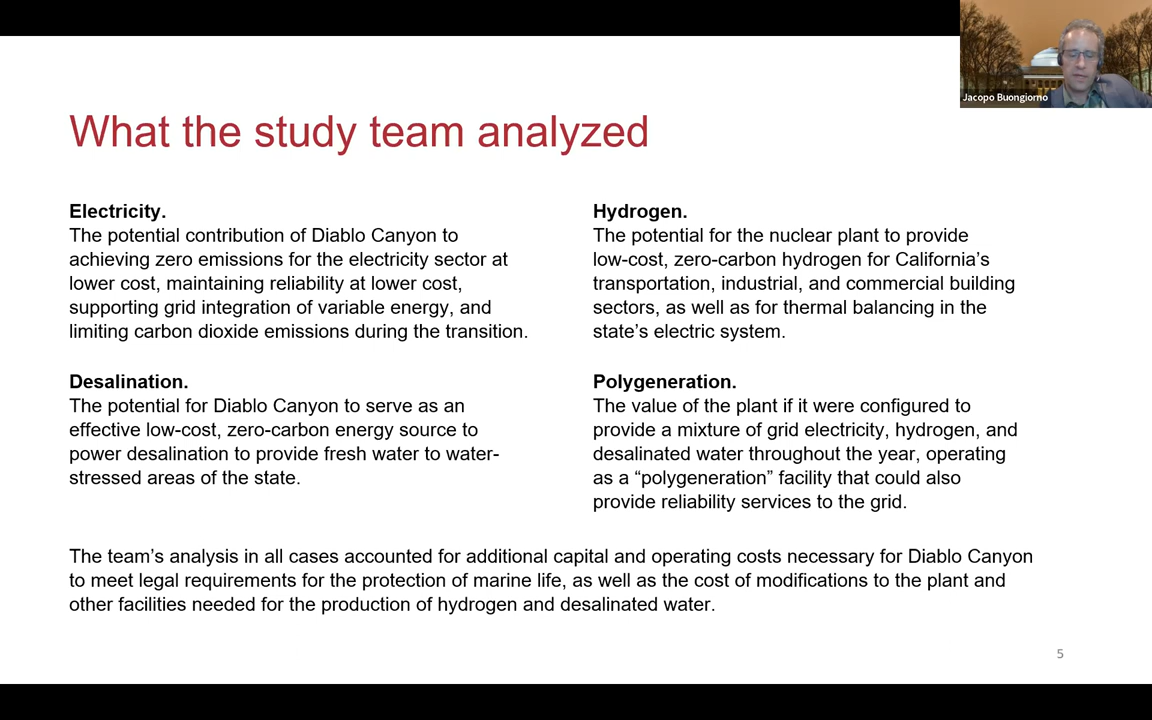 Jacopo Buongiorno
What the study team analyzed
Electricity.
The potential contribution of Diablo Canyon to
achieving zero emissions for the electricity sector at
lower cost, maintaining reliability at lower cost,
supporting grid integration of variable energy, and
limiting carbon dioxide emissions during the transition.
Desalination.
The potential for Diablo Canyon to serve as an
effective low-cost, zero-carbon energy source to
power desalination to provide fresh water to water-
stressed areas of the state.
Hydrogen.
The potential for the nuclear plant to provide
low-cost, zero-carbon hydrogen for California’s
transportation, industrial, and commercial building
sectors, as well as for thermal balancing in the
state’s electric system.
Polygeneration.
The value of the plant if it were configured to
provide a mixture of grid electricity, hydrogen, and
desalinated water throughout the year, operating
as a “polygeneration” facility that could also
provide reliability services to the grid.
The team’s analysis in all cases accounted for additional capital and operating costs necessary for Diablo Canyon
to meet legal requirements for the protection of marine life, as well as the cost of modifications to the plant and
other facilities needed for the production of hydrogen and desalinated water.
5